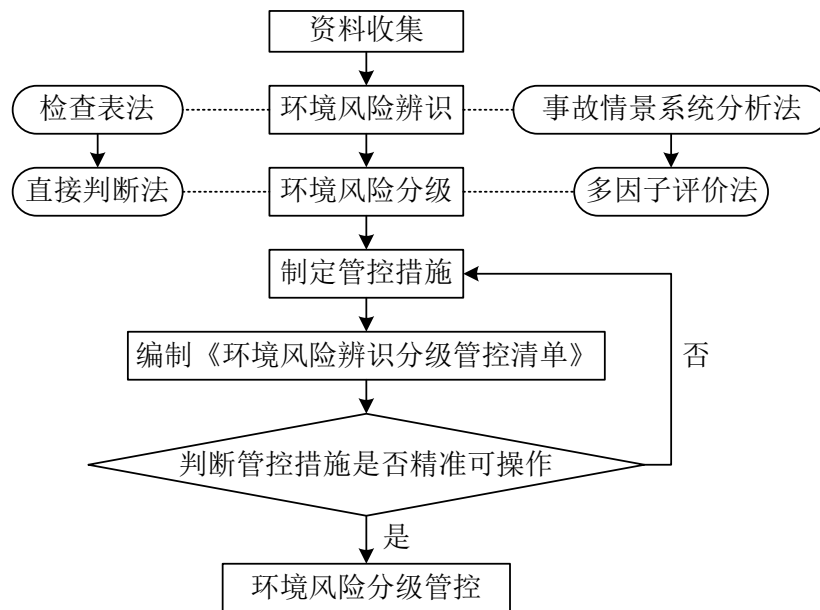 资料收集
检查表法
环境风险辨识
事故情景系统分析法
直接判断法
环境风险分级
多因子评价法
制定管控措施
编制《环境风险辨识分级管控清单》
否
判断管控措施是否精准可操作
是
环境风险分级管控